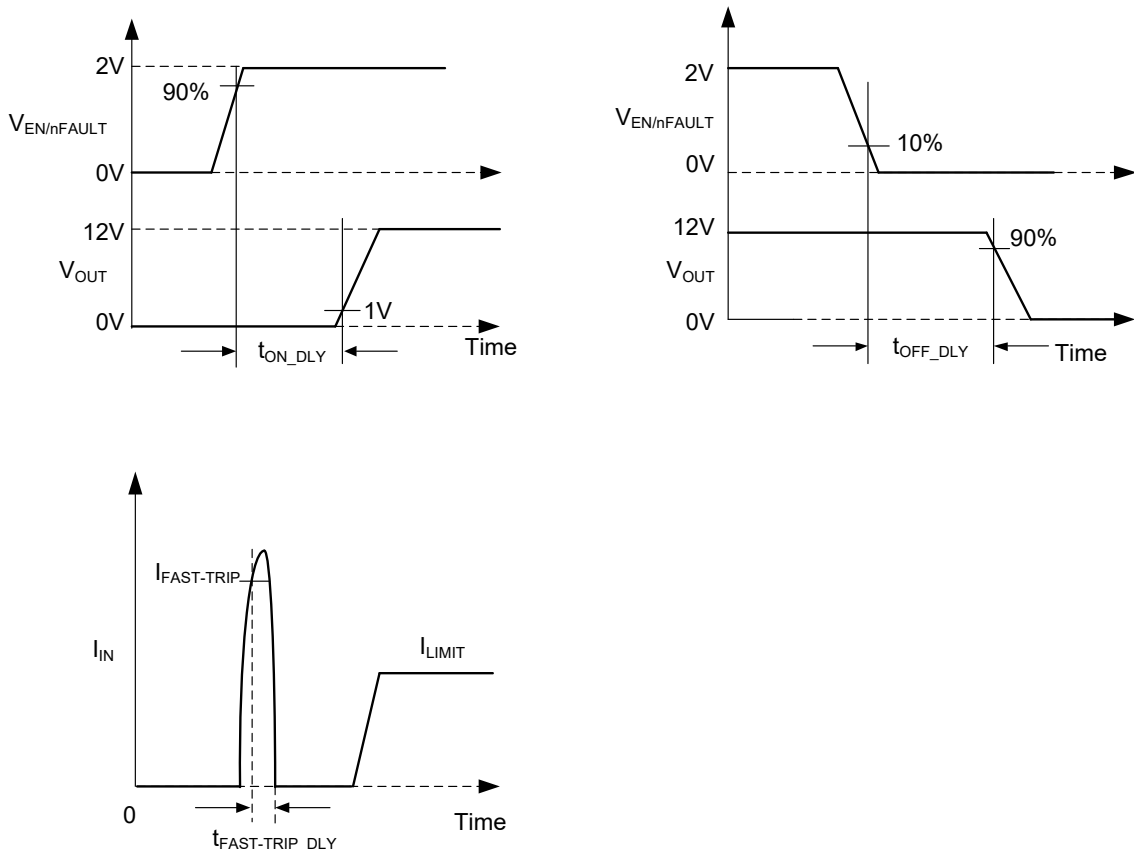 2V
90%
V_EN/nFAULT
0V
12V
V_OUT
1V
0V
t_ON_DLY
Time
2V
V_EN/nFAULT
10%
0V
12V
90%
V_OUT
0V
t_OFF_DLY
Time
I_FAST-TRIP
I_IN
I_LIMIT
0
Time
t_FAST-TRIP_DLY